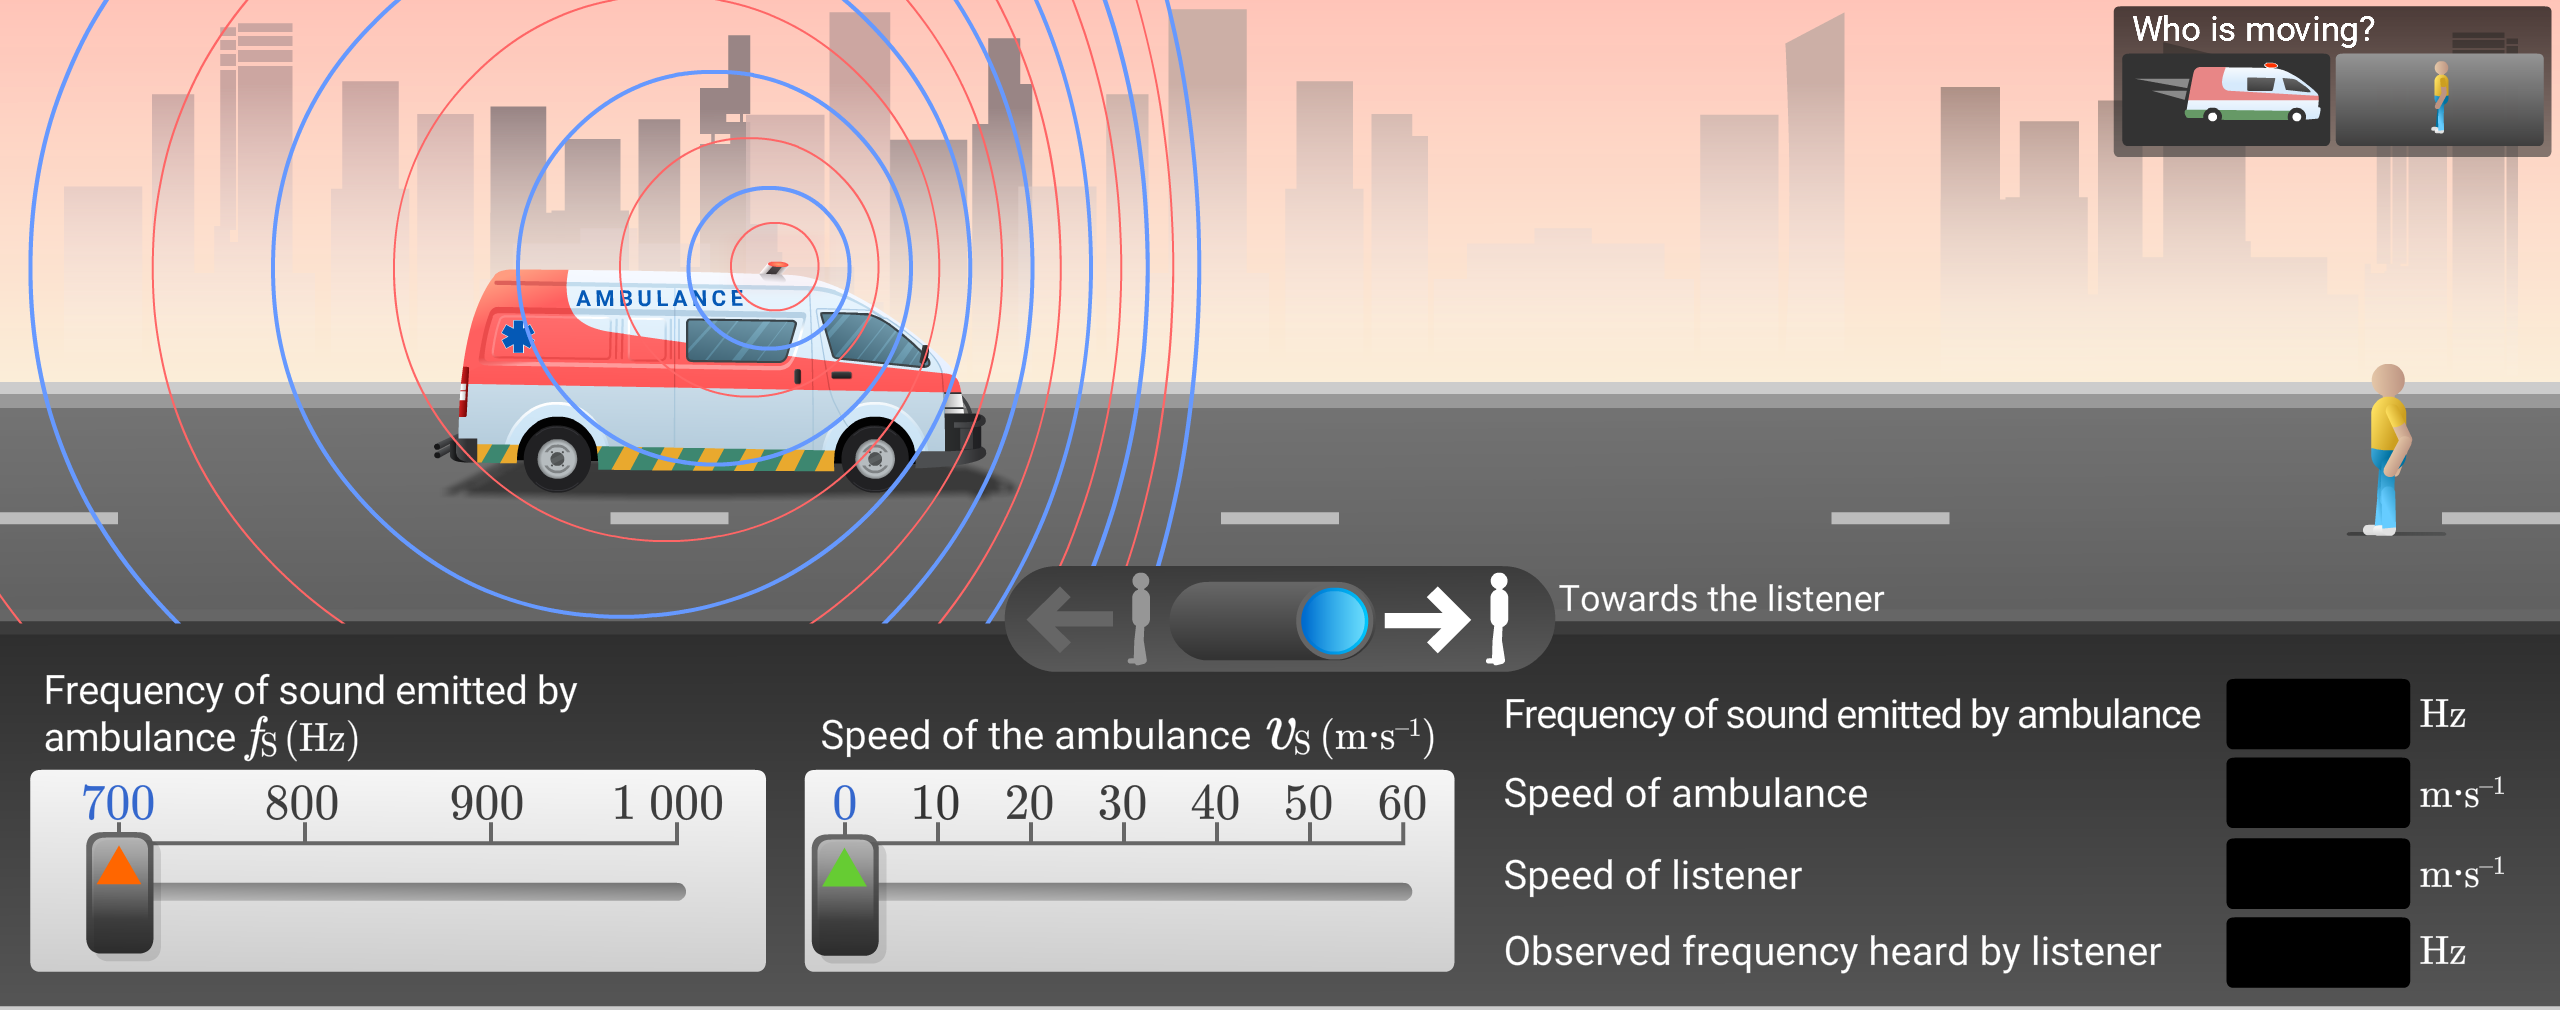 Who is moving?
AMBULANCE
Towards the listener
Frequency of sound emitted by
ambulance fS (Hz)
700 800 900 1 000
Speed of the ambulance vS (m·s⁻¹)
0 10 20 30 40 50 60
Frequency of sound emitted by ambulance Hz
Speed of ambulance m·s⁻¹
Speed of listener m·s⁻¹
Observed frequency heard by listener Hz